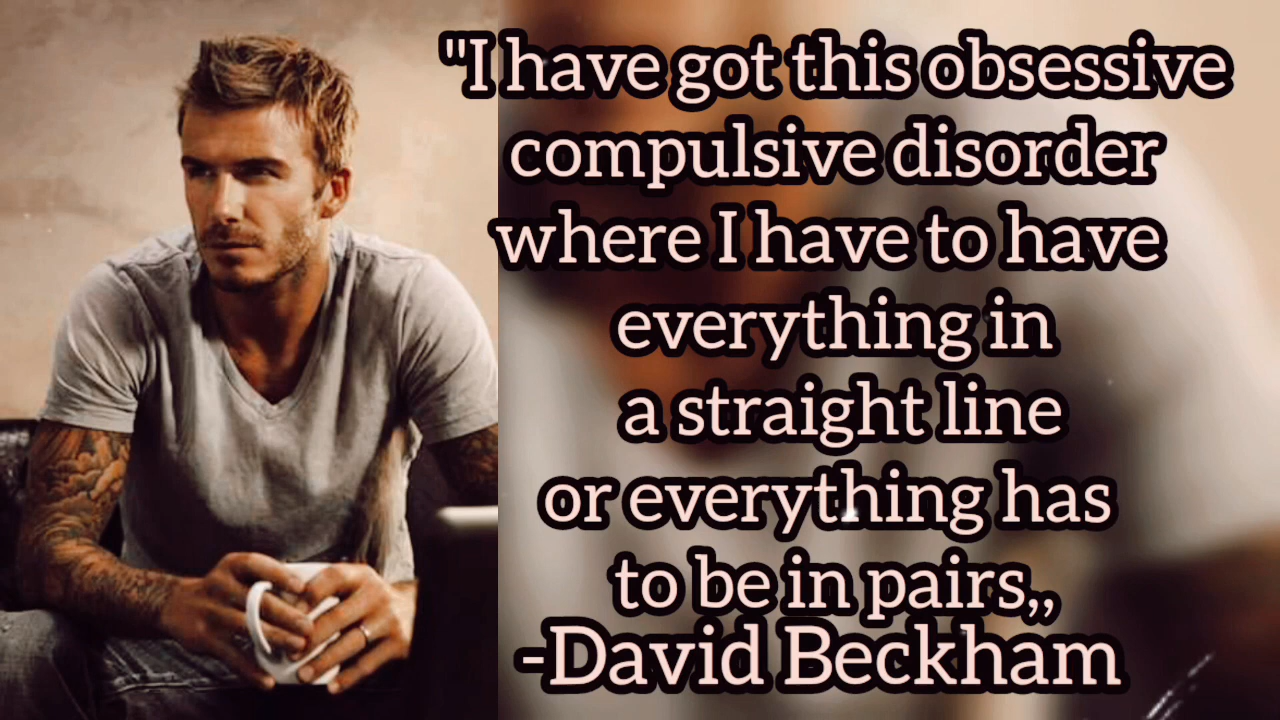 "I have got this obsessive
compulsive disorder
where I have to have
everything in
a straight line
or everything has
to be in pairs,,
-David Beckham